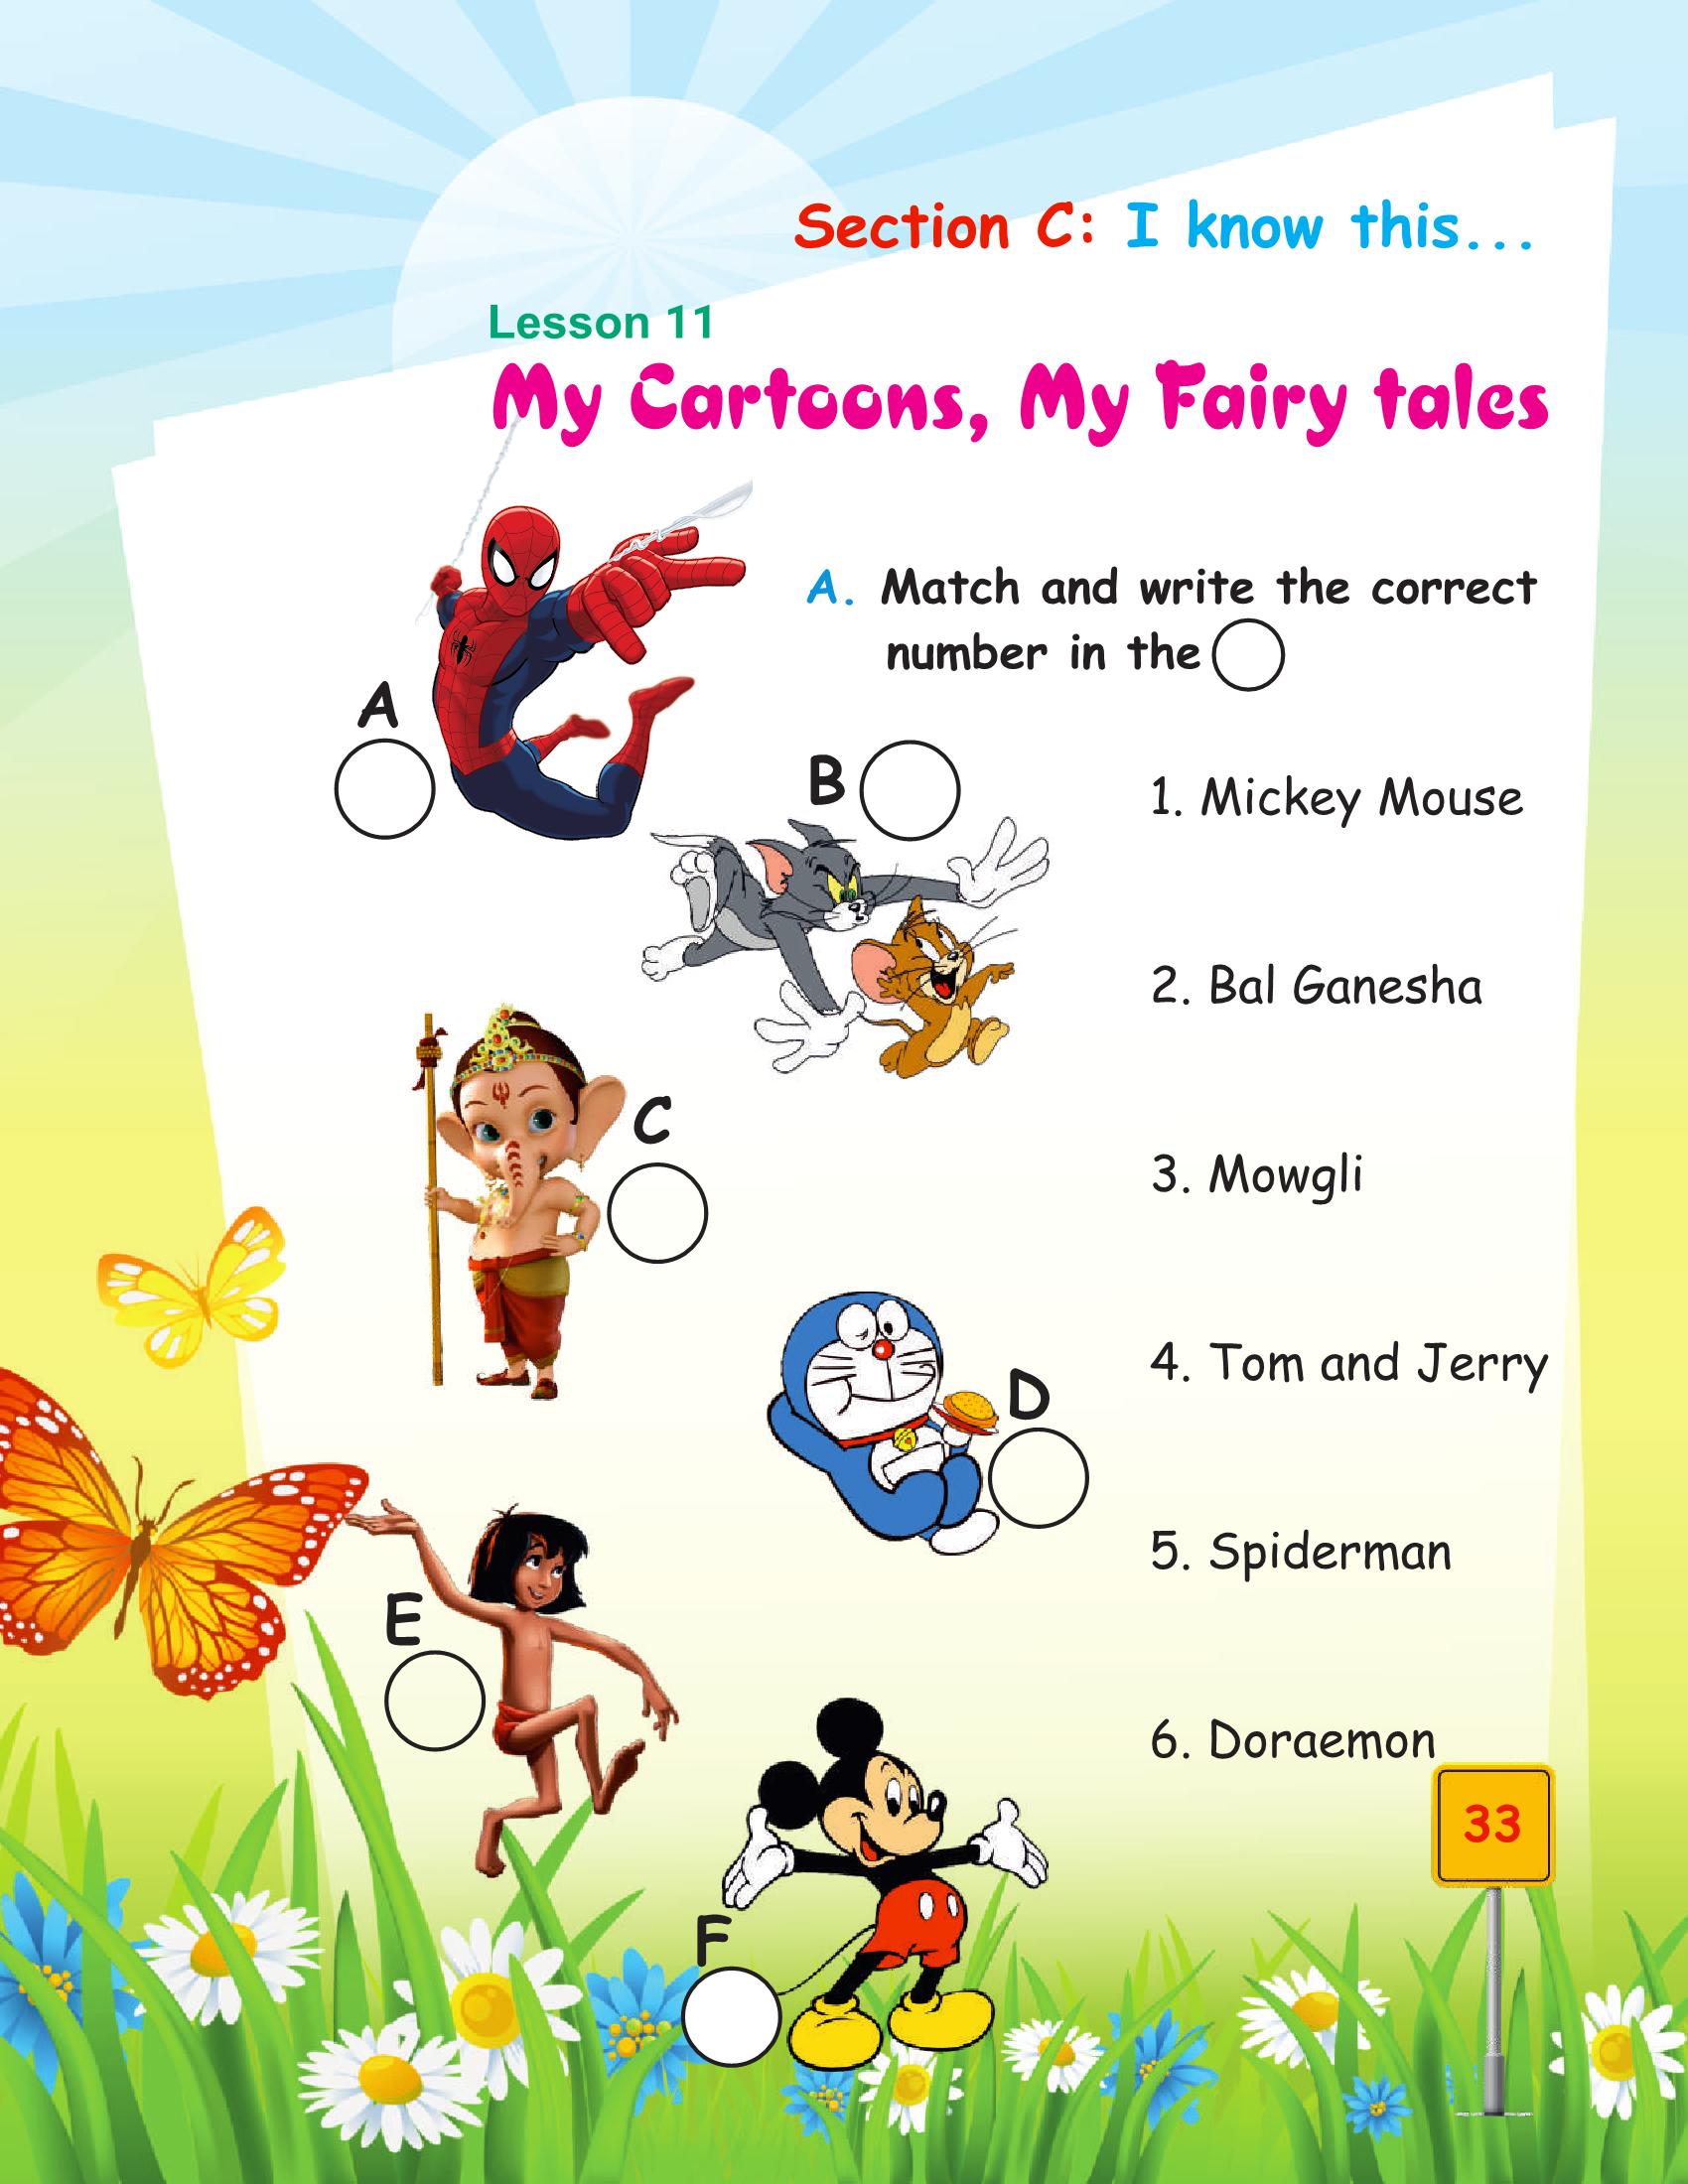 Section C: I know this...
Lesson 11
My Cartoons, My Fairy tales
A. Match and write the correct
number in the
A
B
1. Mickey Mouse
2. Bal Ganesha
C
3. Mowgli
4. Tom and Jerry
D
5. Spiderman
E
6. Doraemon
33
F